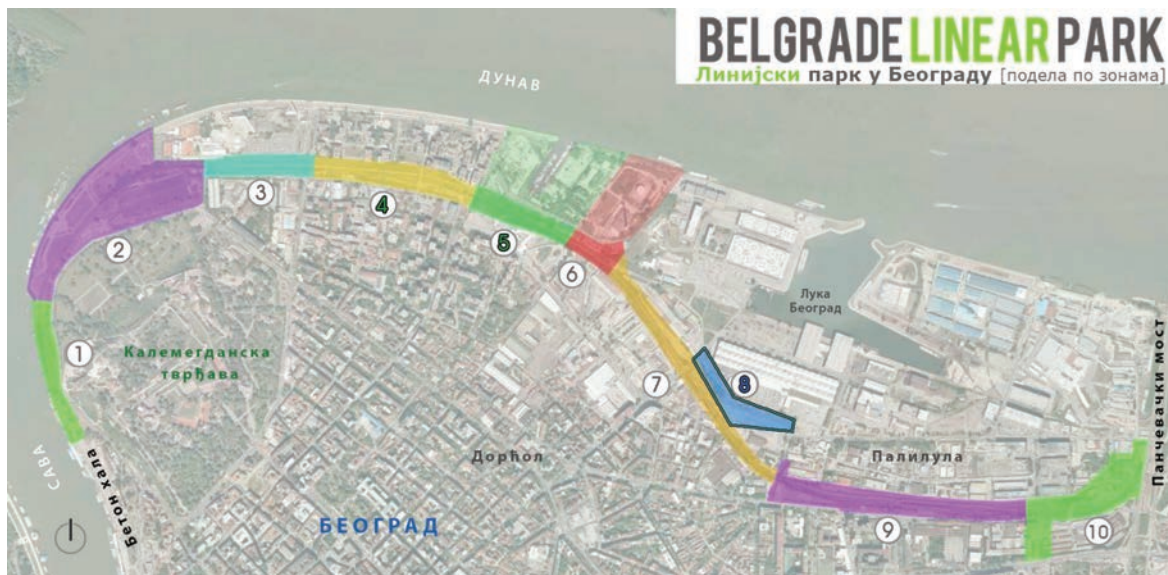 BELGRADE LINEAR PARK
Линијски парк у Београду [подела по зонама]
ДУНАВ
3
4
2
5
6
Лука
Београд
1
Калемегданска
тврђава
7
8
Панчевачки мост
САВА
Бетон хала
Дорћол
Палилула
БЕОГРАД
9
10